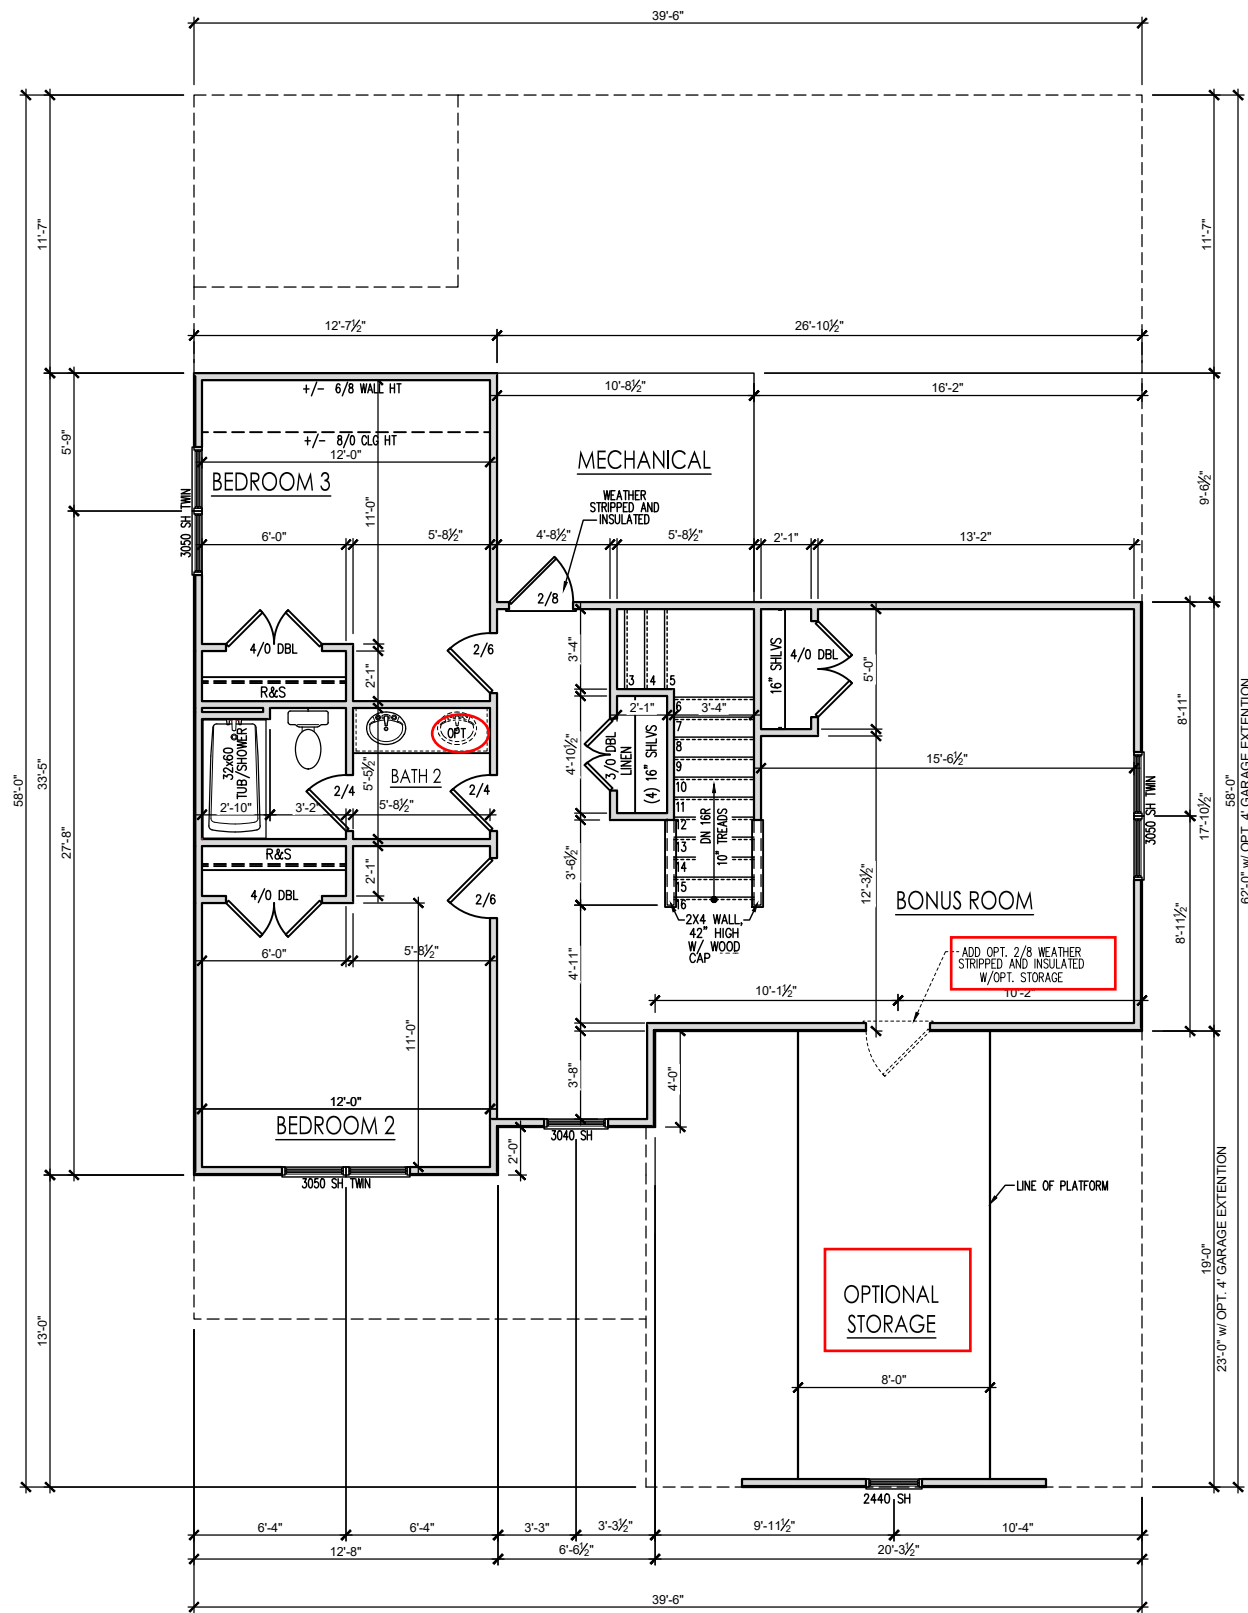 39'-6"
11'-7"
11'-7"
12'-7½"
26'-10½"
+/- 6/8 WALL HT
10'-8½"
16'-2"
5'-9"
+/- 8/0 CLG HT
12'-0"
MECHANICAL
BEDROOM 3
WEATHER
STRIPPED AND
INSULATED
9'-6½"
3050 SH TWIN
11'-0"
6'-0"
5'-8½"
4'-8½"
5'-8½"
2'-1"
13'-2"
2/8
4/0 DBL
2/6
3'-4"
16" SHLVS
4/0 DBL
5'-0"
2'-1"
R&S
3 4 5
6
2'-1"
3'-4"
8'-11"
OPT
7
8
9
10
11
12
13
14
15
16
32x60
TUB/SHOWER
5'-5½"
BATH 2
4'-10½"
3/0 DBL
LINEN
(4) 16" SHLVS
15'-6½"
58'-0"
33'-5"
27'-8"
2/4
2/4
2'-10"
3'-2"
5'-8½"
DN 16R
10" TREADS
3050 SH TWIN
17'-10½"
58'-0"
62'-0" w/ OPT. 4' GARAGE EXTENTION
R&S
2'-1"
3'-6½"
12'-3½"
4/0 DBL
2/6
BONUS ROOM
2X4 WALL,
42" HIGH
W/ WOOD
CAP
8'-11½"
6'-0"
5'-8½"
4'-11"
ADD OPT. 2/8 WEATHER
STRIPPED AND INSULATED
W/OPT. STORAGE
10'-1½"
10'-2"
11'-0"
3'-8"
4'-0"
12'-0"
BEDROOM 2
3040 SH
2'-0"
3050 SH TWIN
LINE OF PLATFORM
13'-0"
19'-0"
23'-0" w/ OPT. 4' GARAGE EXTENTION
OPTIONAL
STORAGE
8'-0"
2440 SH
6'-4"
6'-4"
3'-3"
3'-3½"
9'-11½"
10'-4"
12'-8"
6'-6½"
20'-3½"
39'-6"